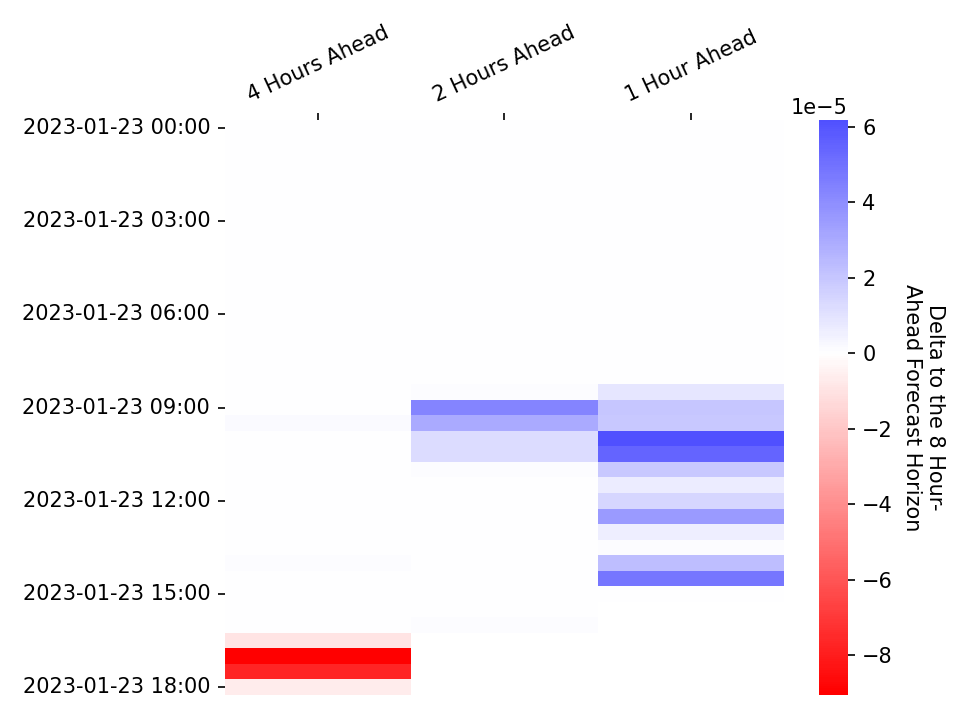 4 Hours Ahead
2 Hours Ahead
1 Hour Ahead
1e−5
2023-01-23 00:00
2023-01-23 03:00
2023-01-23 06:00
2023-01-23 09:00
2023-01-23 12:00
2023-01-23 15:00
2023-01-23 18:00
6
4
2
0
−2
−4
−6
−8
Delta to the 8 Hour-
Ahead Forecast Horizon